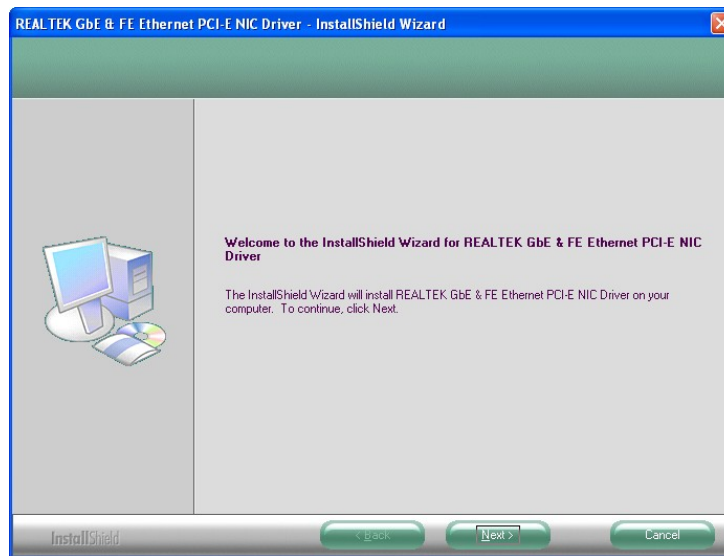 REALTEK GbE & FE Ethernet PCI-E NIC Driver - InstallShield Wizard
Welcome to the InstallShield Wizard for REALTEK GbE & FE Ethernet PCI-E NIC
Driver
The InstallShield Wizard will install REALTEK GbE & FE Ethernet PCI-E NIC Driver on your
computer. To continue, click Next.
InstallShield
< Back
Next >
Cancel